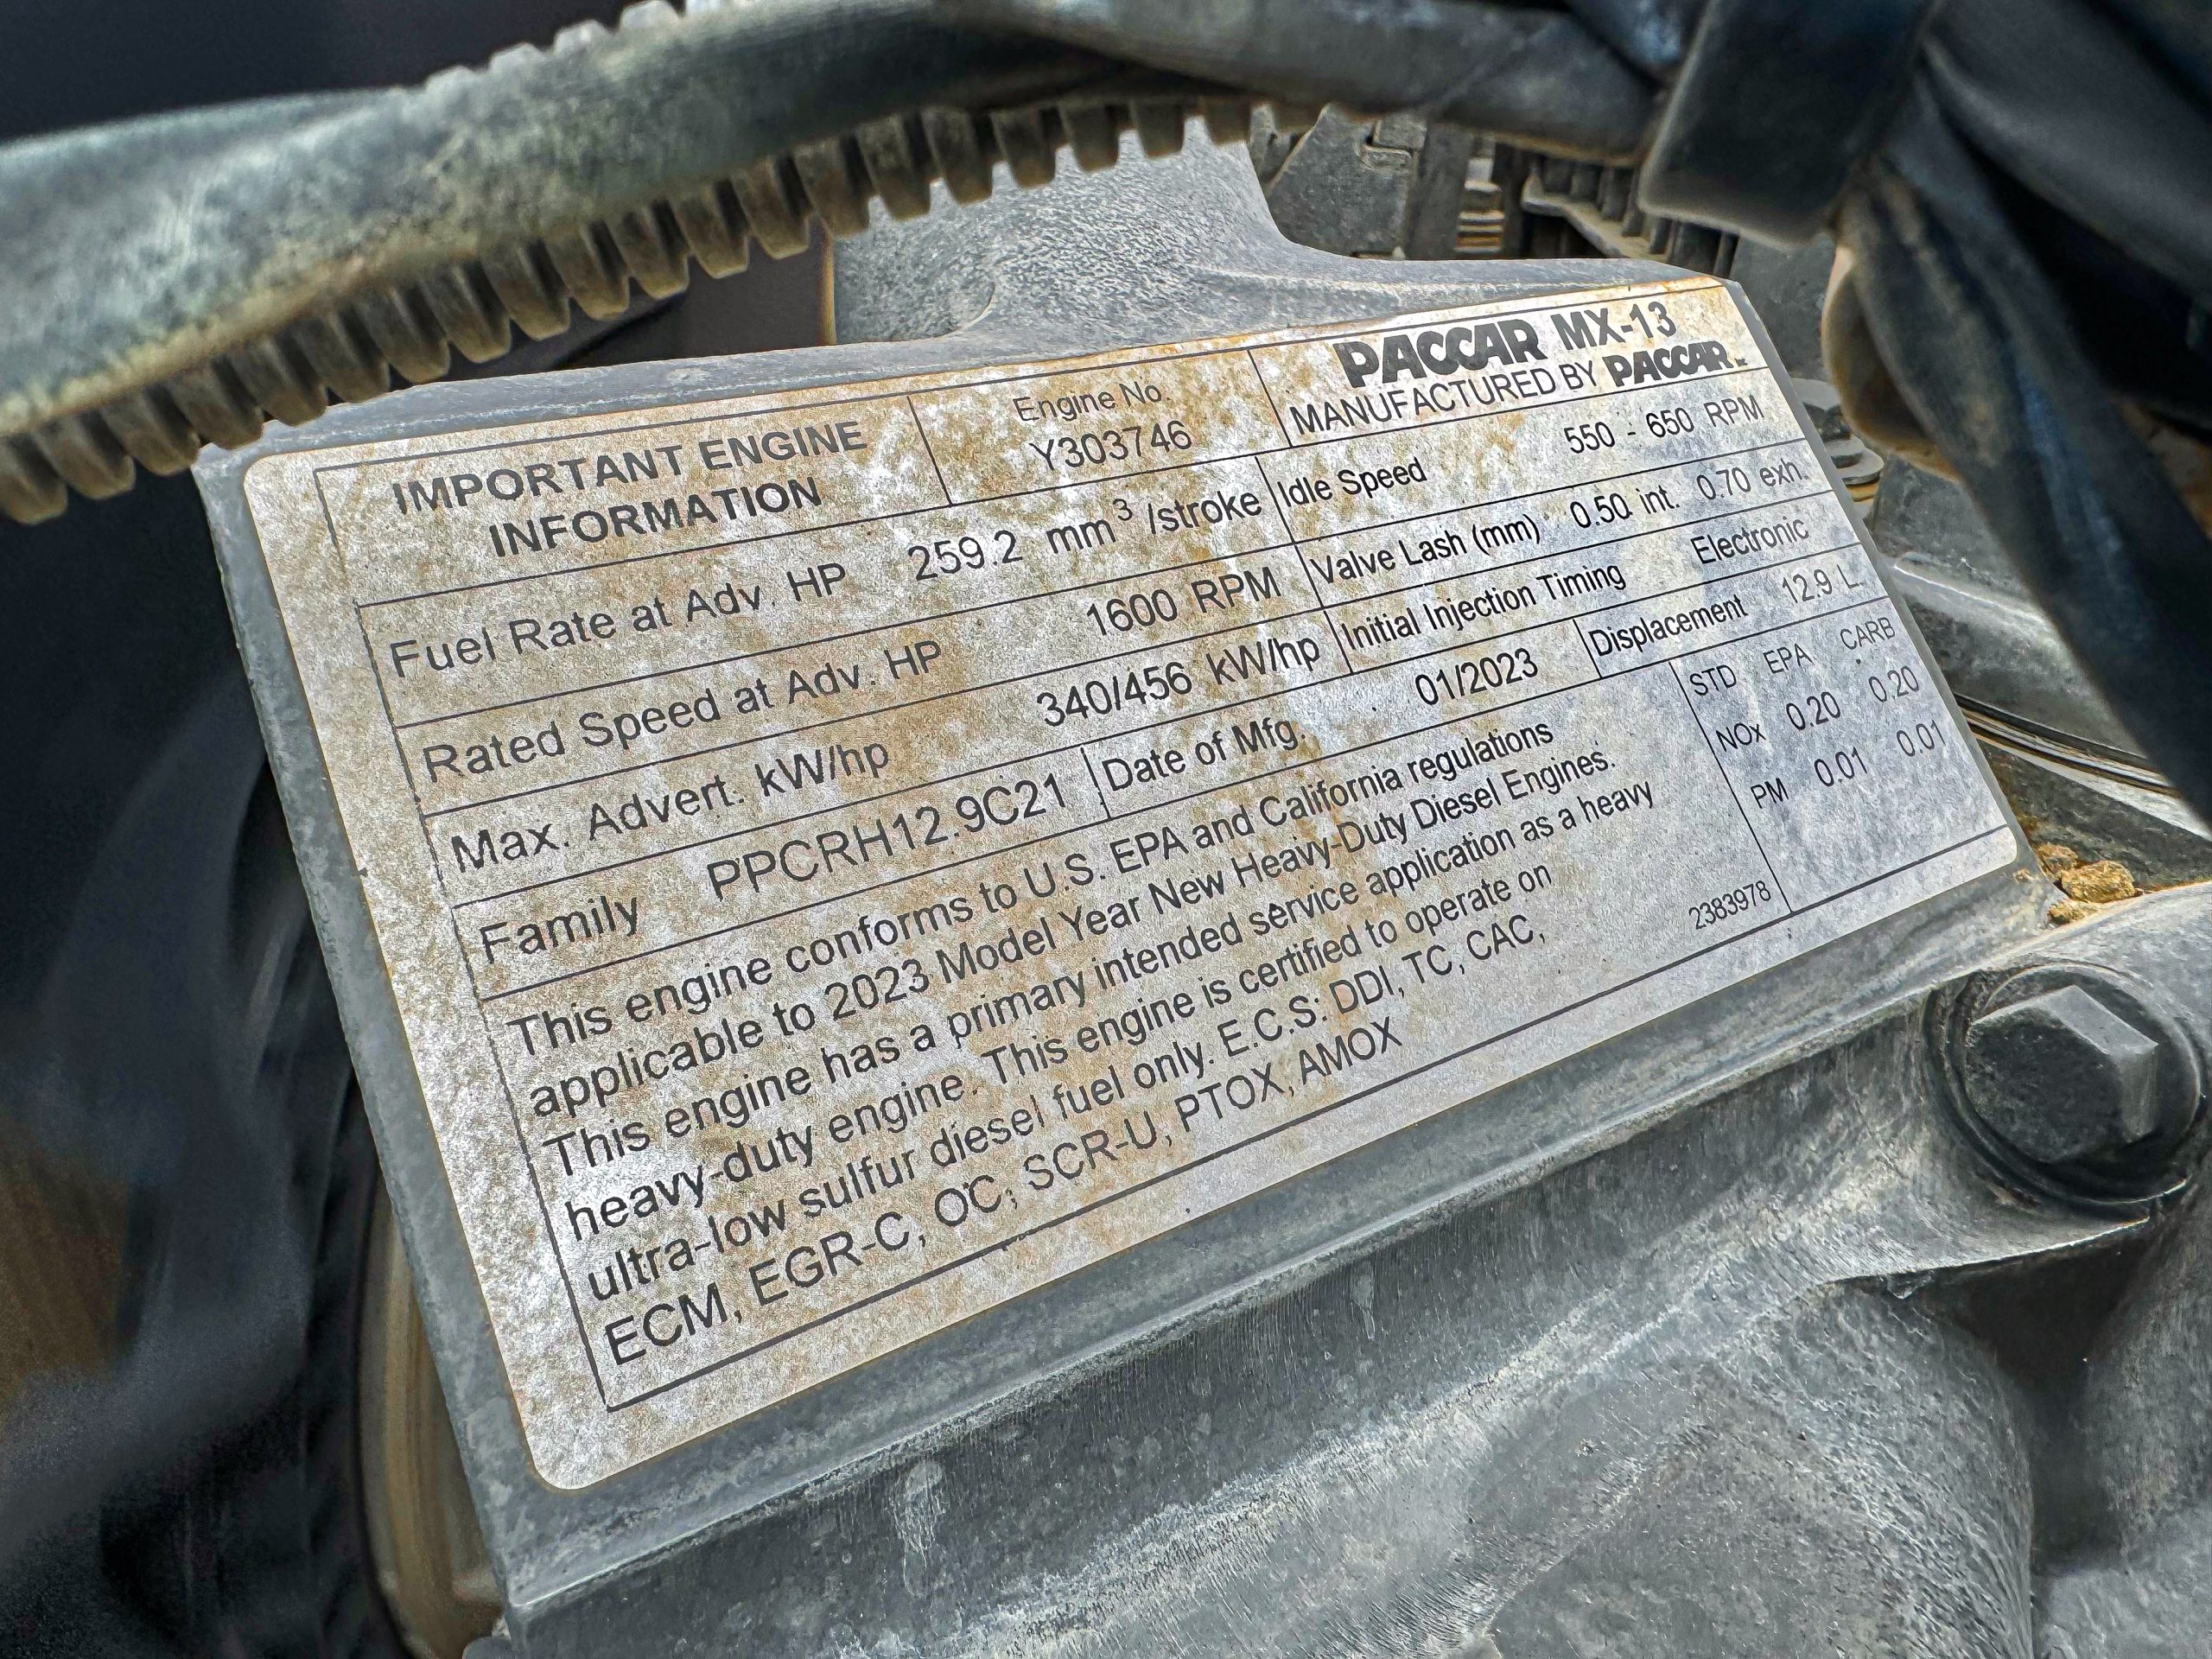 IMPORTANT ENGINE
INFORMATION
Engine No.
Y303746
PACCAR MX-13
MANUFACTURED BY PACCAR
Fuel Rate at Adv. HP 259.2 mm³ /stroke
Idle Speed 550 - 650 RPM
Rated Speed at Adv. HP 1600 RPM
Valve Lash (mm) 0.50 int. 0.70 exh.
Max. Advert. kW/hp 340/456 kW/hp
Initial Injection Timing Electronic
Family PPCRH12.9C21
Date of Mfg. 01/2023
Displacement 12.9 L.
This engine conforms to U.S. EPA and California regulations
applicable to 2023 Model Year New Heavy-Duty Diesel Engines.
This engine has a primary intended service application as a heavy
heavy-duty engine. This engine is certified to operate on
ultra-low sulfur diesel fuel only. E.C.S: DDI, TC, CAC,
ECM, EGR-C, OC, SCR-U, PTOX, AMOX
STD EPA CARB
NOx 0.20 0.20
PM 0.01 0.01
2383978